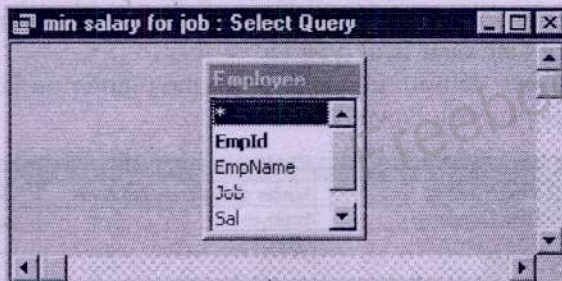 min salary for job : Select Query
Employee
*
EmpId
EmpName
Job
Sal